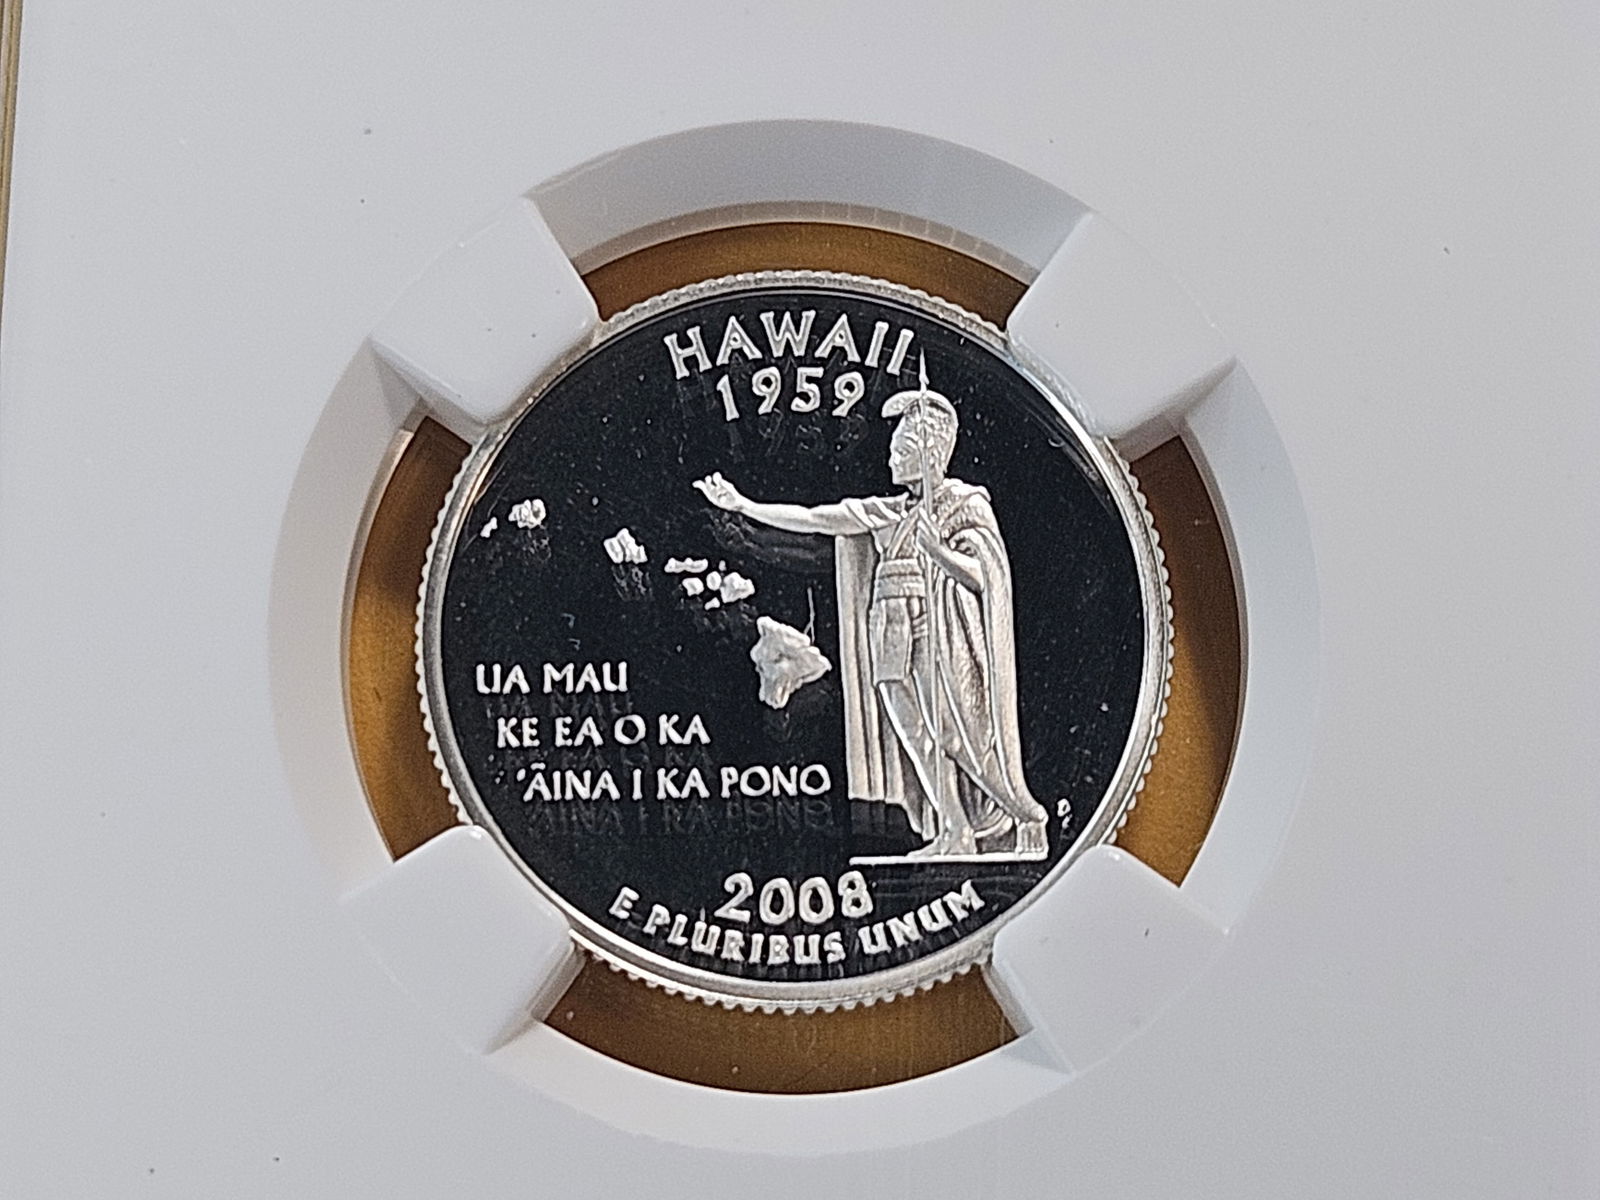 HAWAII
1959
UA MAU
KE EA O KA
ʻĀINA I KA PONO
2008
E PLURIBUS UNUM